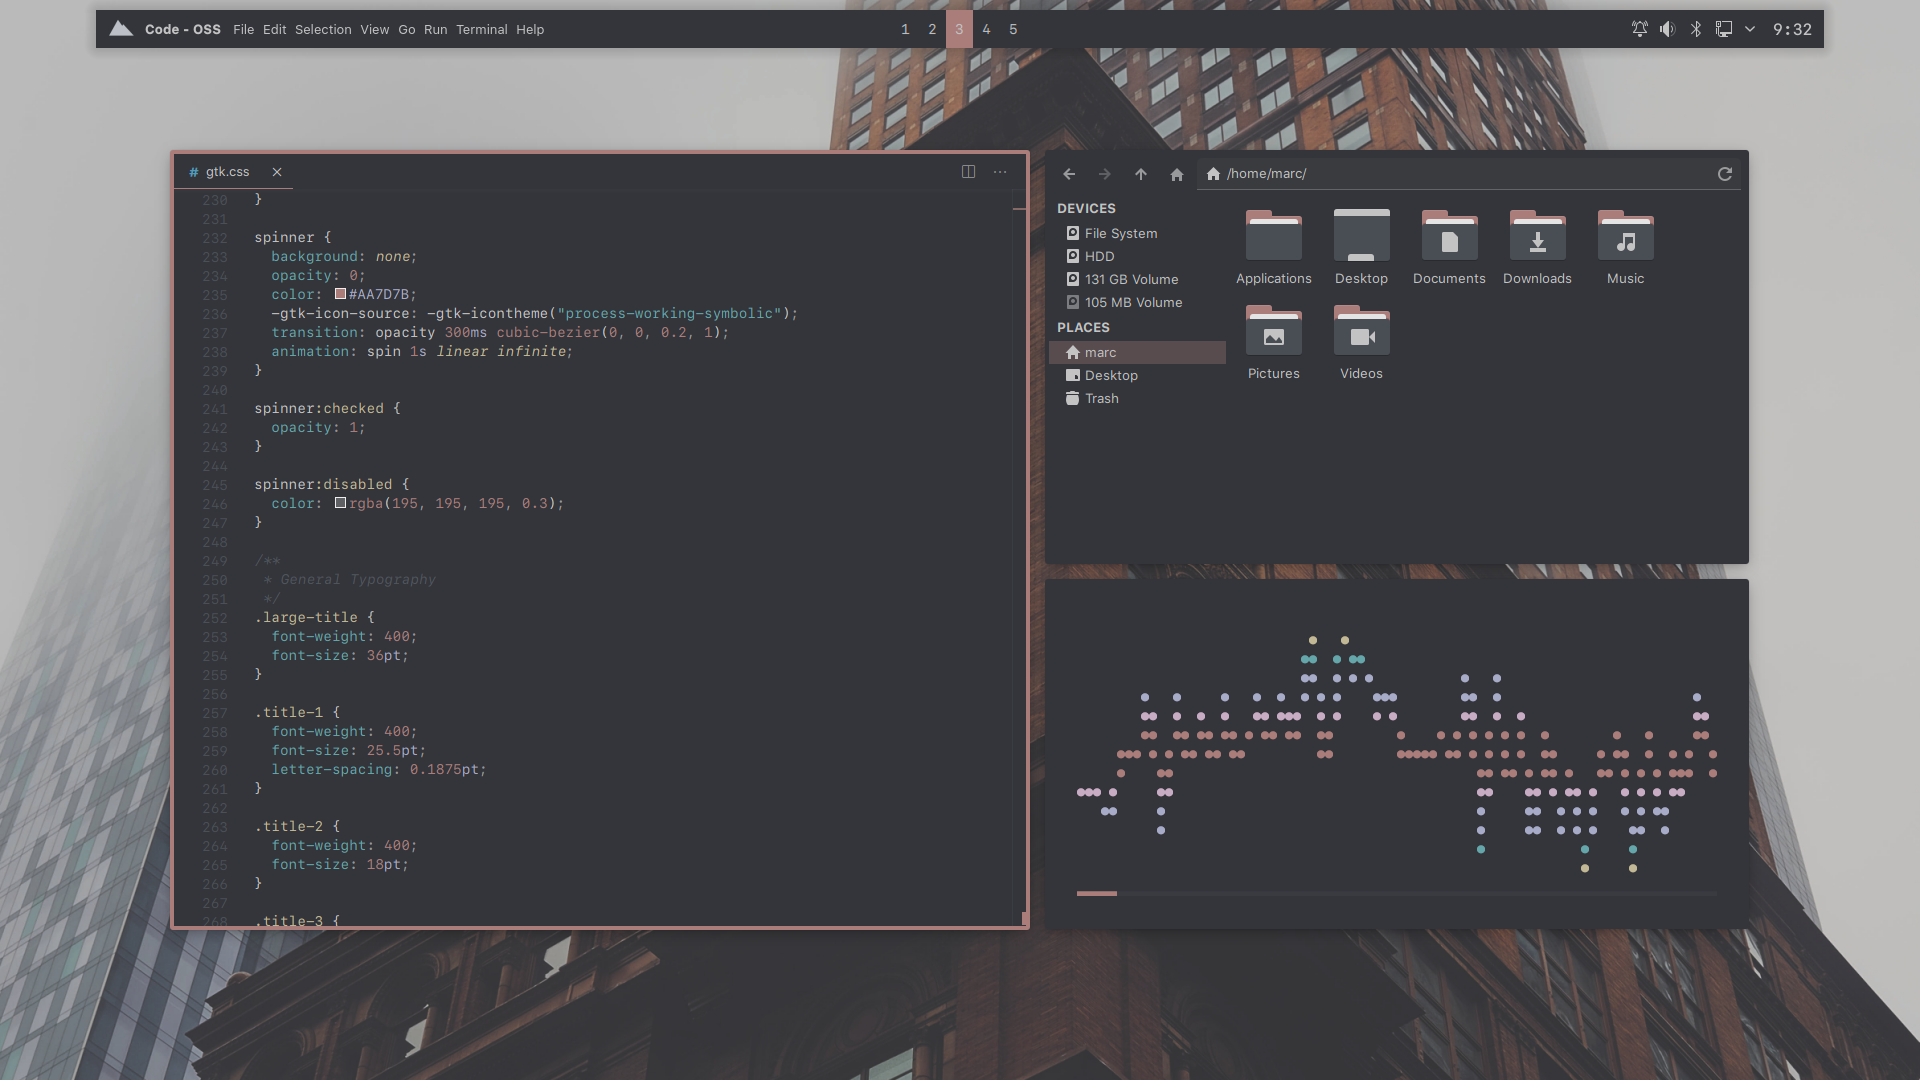 Code - OSS File Edit Selection View Go Run Terminal Help
1 2 3 4 5
9:32
# gtk.css
230 }
231
232 spinner {
233 background: none;
234 opacity: 0;
235 color: #AA7D7B;
236 -gtk-icon-source: -gtk-icontheme("process-working-symbolic");
237 transition: opacity 300ms cubic-bezier(0, 0, 0.2, 1);
238 animation: spin 1s linear infinite;
239 }
240
241 spinner:checked {
242 opacity: 1;
243 }
244
245 spinner:disabled {
246 color: rgba(195, 195, 195, 0.3);
247 }
248
249 /**
250 * General Typography
251 */
252 .large-title {
253 font-weight: 400;
254 font-size: 36pt;
255 }
256
257 .title-1 {
258 font-weight: 400;
259 font-size: 25.5pt;
260 letter-spacing: 0.1875pt;
261 }
262
263 .title-2 {
264 font-weight: 400;
265 font-size: 18pt;
266 }
267
268 .title-3 {
/home/marc/
DEVICES
File System
HDD
131 GB Volume
105 MB Volume
PLACES
marc
Desktop
Trash
Applications Desktop Documents Downloads Music
Pictures Videos